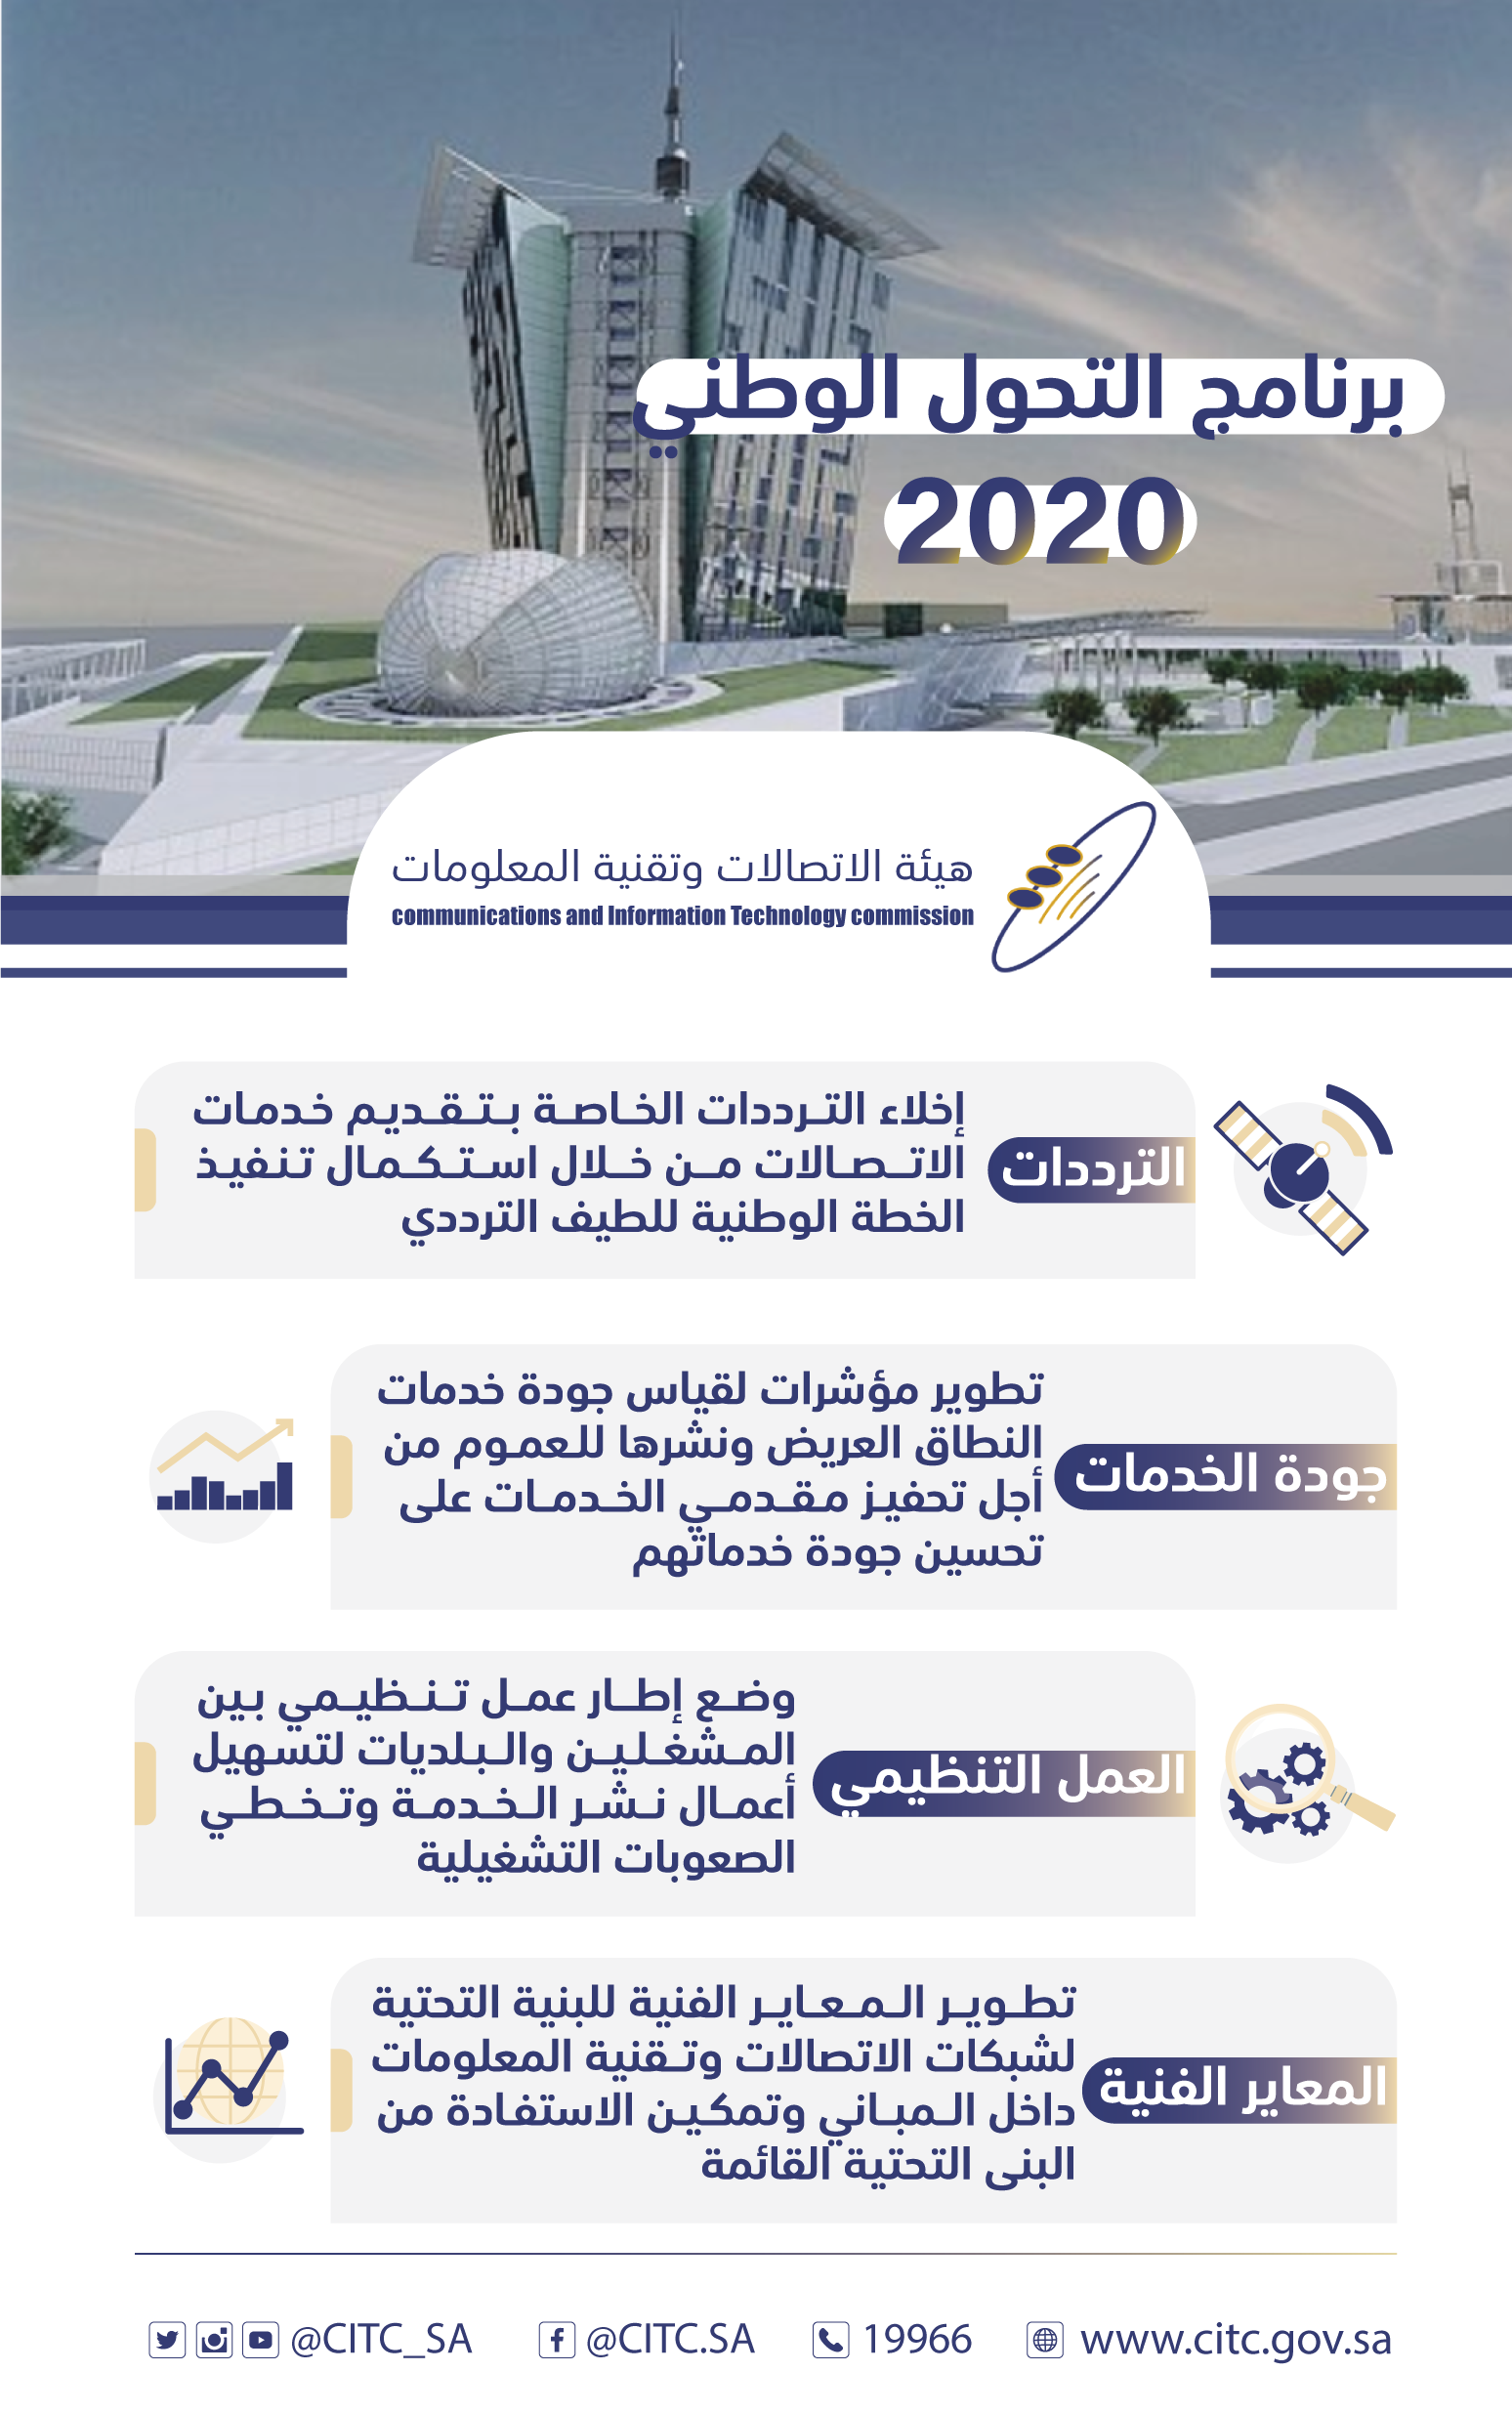 برنامج التحول الوطني
2020
هيئة الاتصالات وتقنية المعلومات
communications and Information Technology commission
الترددات
إخلاء الترددات الخاصة بتقديم خدمات
الاتصالات من خلال استكمال تنفيذ
الخطة الوطنية للطيف الترددي
جودة الخدمات
تطوير مؤشرات لقياس جودة خدمات
النطاق العريض ونشرها للعموم من
أجل تحفيز مقدمي الخدمات على
تحسين جودة خدماتهم
العمل التنظيمي
وضع إطار عمل تنظيمي بين
المشغلين والبلديات لتسهيل
أعمال نشر الخدمة وتخطي
الصعوبات التشغيلية
المعاير الفنية
تطوير المعاير الفنية للبنية التحتية
لشبكات الاتصالات وتقنية المعلومات
داخل المباني وتمكين الاستفادة من
البنى التحتية القائمة
@CITC_SA @CITC.SA 19966 www.citc.gov.sa